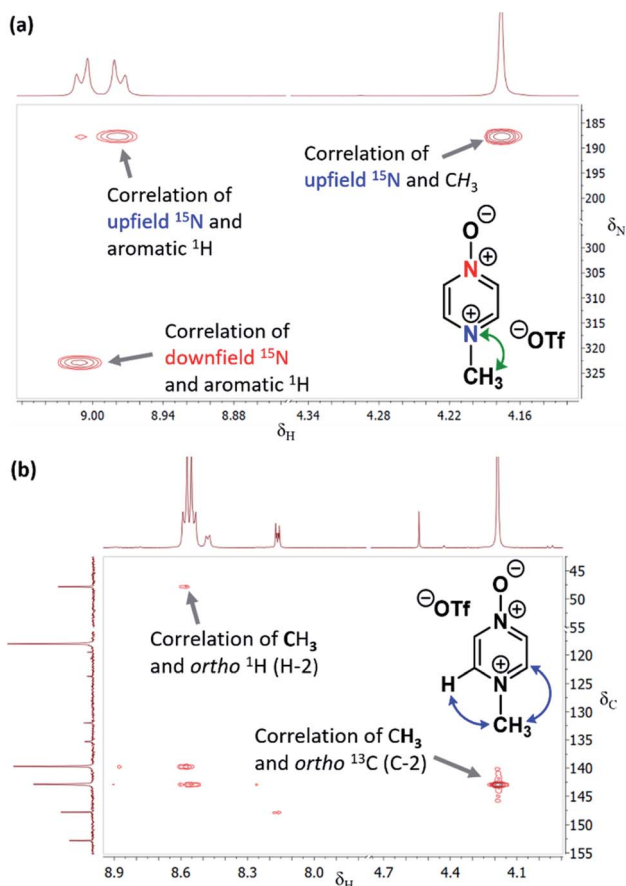 (a)
Correlation of
upfield ¹⁵N and
aromatic ¹H
Correlation of
upfield ¹⁵N and CH₃
Correlation of
downfield ¹⁵N
and aromatic ¹H
⊖
O
⊕
N
⊕
N
⊖OTf
CH₃
185
190
195
200
δN
300
305
310
315
320
325
9.00 8.94 8.88 4.34 4.28 4.22 4.16
δH
(b)
Correlation of CH₃
and ortho ¹H (H-2)
Correlation of CH₃
and ortho ¹³C (C-2)
⊖OTf
⊖
O
⊕
N
⊕
H N
CH₃
45
50
55
120
125
130
δC
135
140
145
150
155
8.9 8.6 8.3 8.0 4.7 4.4 4.1
δH